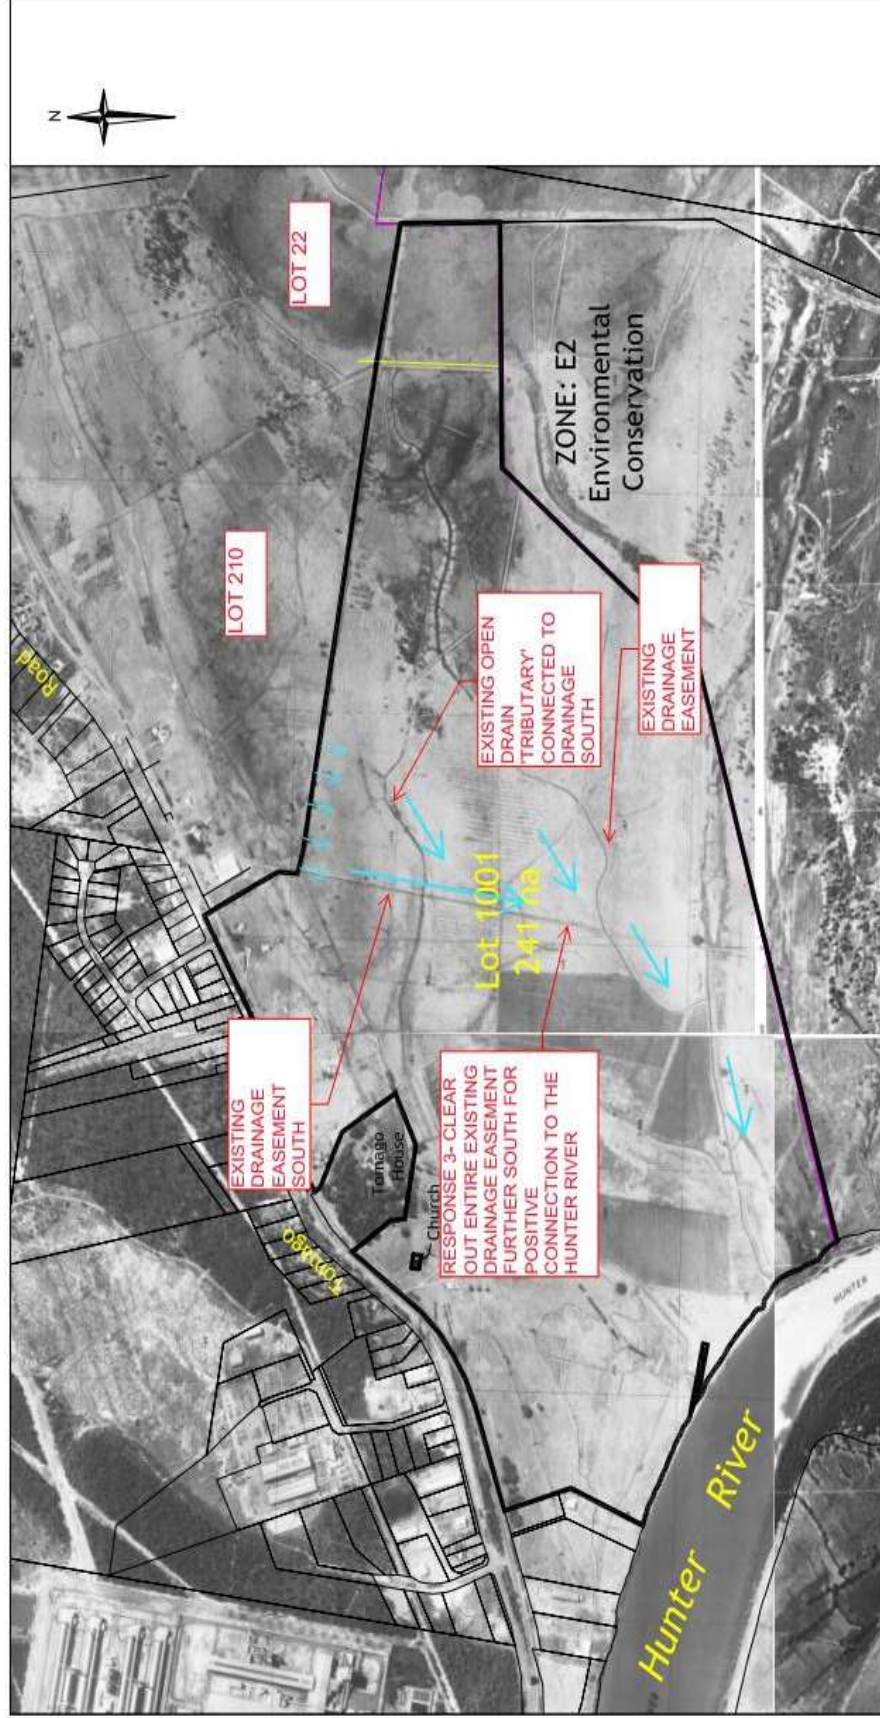 N
LOT 22
LOT 210
Road
ZONE: E2
Environmental
Conservation
EXISTING OPEN
DRAIN
'TRIBUTARY'
CONNECTED TO
DRAINAGE
SOUTH
EXISTING
DRAINAGE
EASEMENT
Lot 1001
241 ha
EXISTING
DRAINAGE
EASEMENT
SOUTH
RESPONSE 3- CLEAR
OUT ENTIRE EXISTING
DRAINAGE EASEMENT
FURTHER SOUTH FOR
POSITIVE
CONNECTION TO THE
HUNTER RIVER
Tomago
House
Church
Tomago
Hunter River
HUNTER